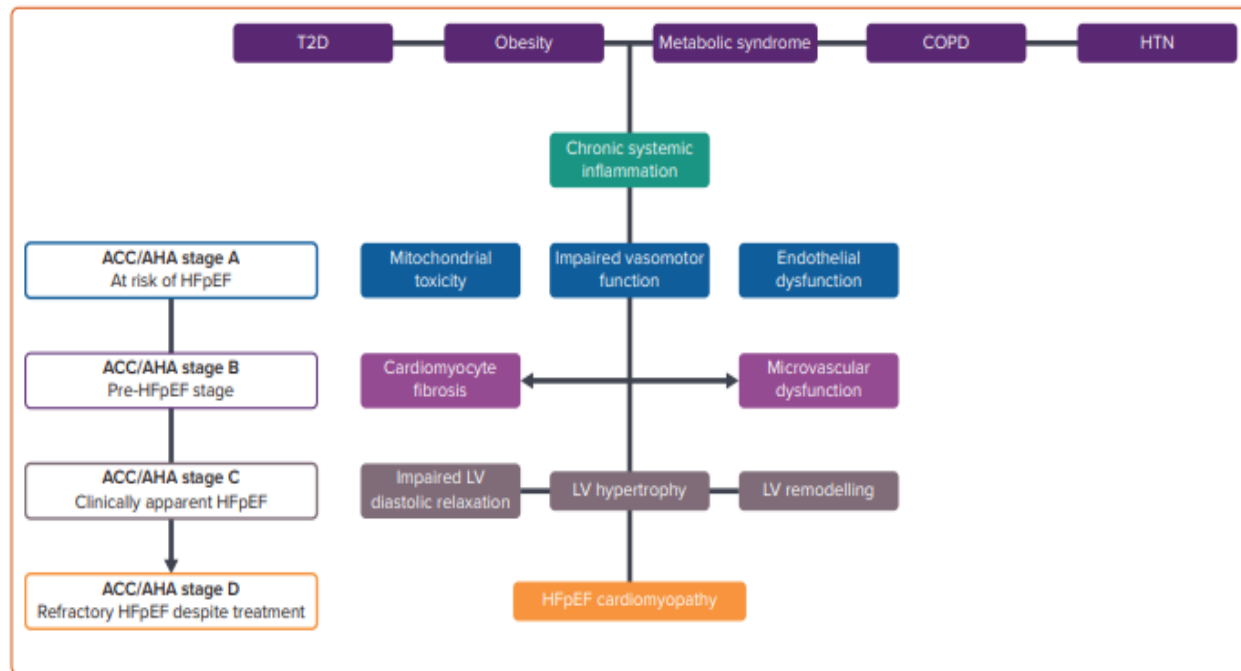 T2D
Obesity
Metabolic syndrome
COPD
HTN
Chronic systemic
inflammation
ACC/AHA stage A
At risk of HFpEF
Mitochondrial
toxicity
Impaired vasomotor
function
Endothelial
dysfunction
ACC/AHA stage B
Pre-HFpEF stage
Cardiomyocyte
fibrosis
Microvascular
dysfunction
ACC/AHA stage C
Clinically apparent HFpEF
Impaired LV
diastolic relaxation
LV hypertrophy
LV remodelling
ACC/AHA stage D
Refractory HFpEF despite treatment
HFpEF cardiomyopathy